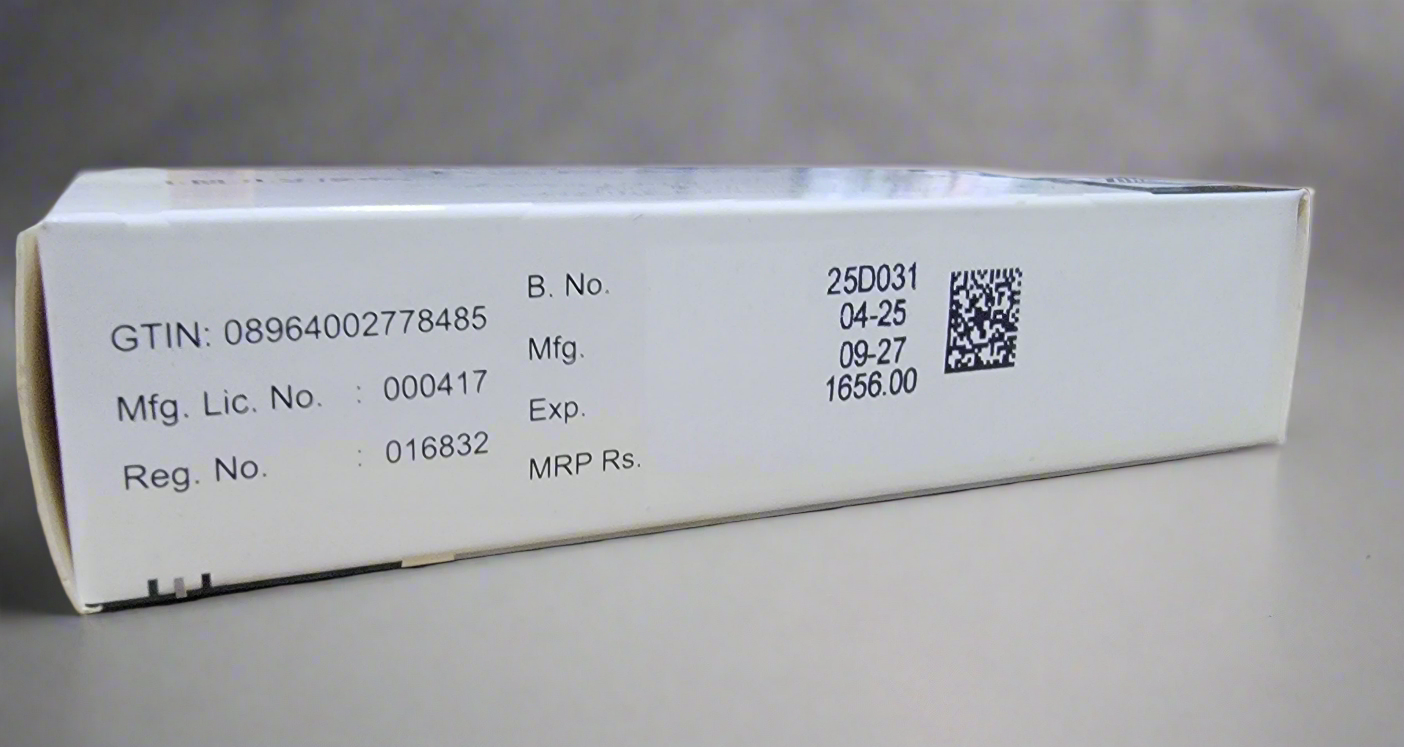 GTIN: 08964002778485
Mfg. Lic. No. : 000417
Reg. No. : 016832
B. No. 25D031
Mfg. 04-25
Exp. 09-27
MRP Rs. 1656.00